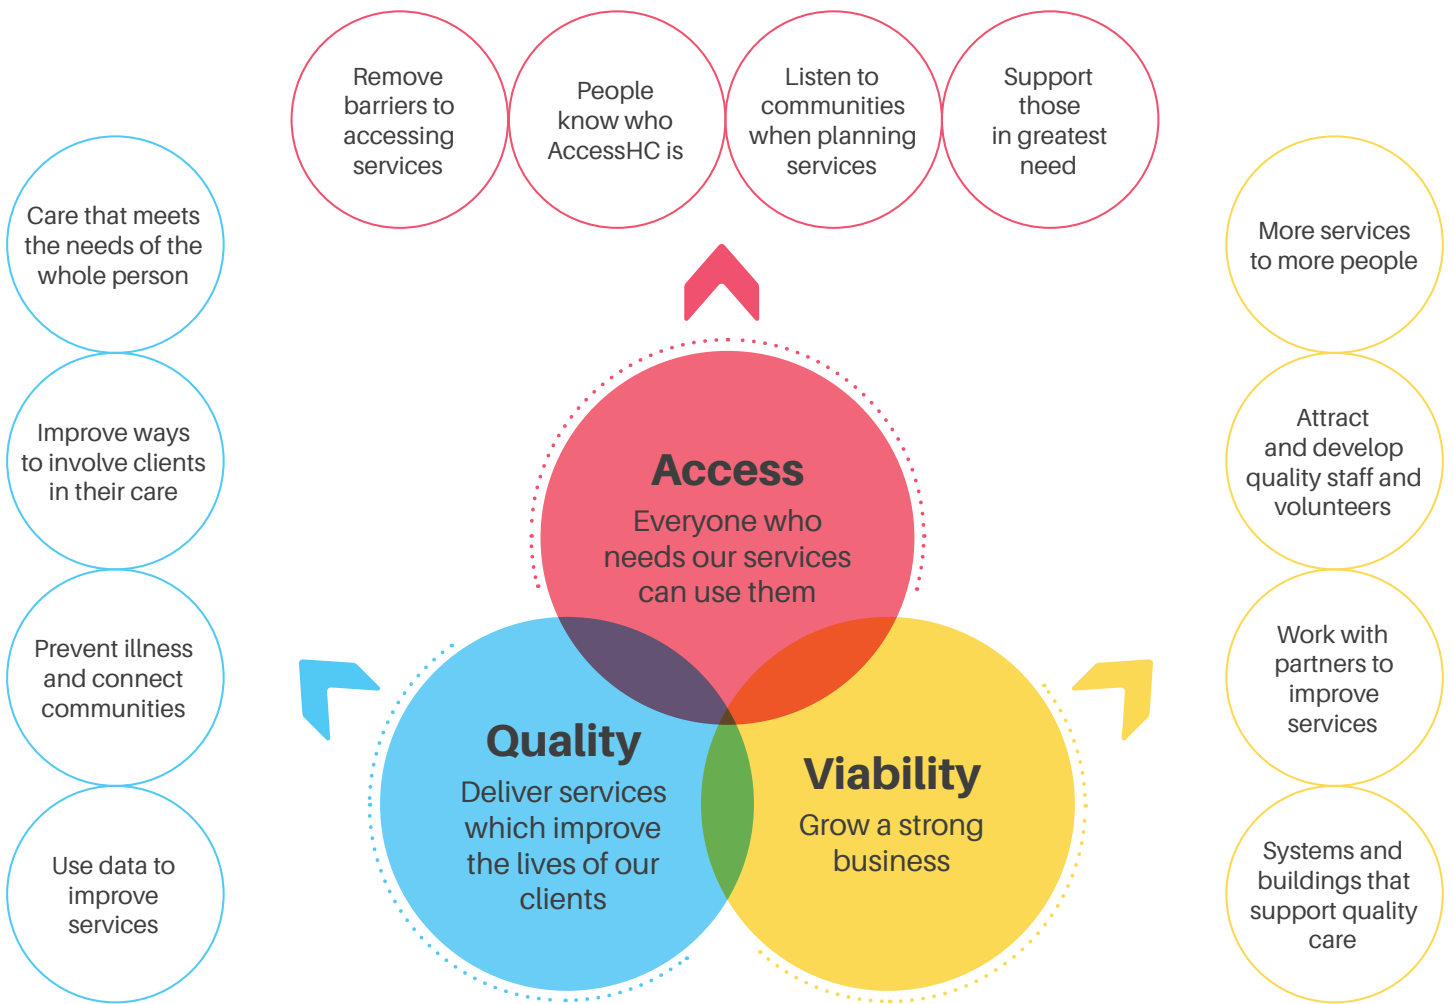 Remove
barriers to
accessing
services
People
know who
AccessHC is
Listen to
communities
when planning
services
Support
those
in greatest
need
Care that meets
the needs of the
whole person
Improve ways
to involve clients
in their care
Prevent illness
and connect
communities
Use data to
improve
services
Access
Everyone who
needs our services
can use them
Quality
Deliver services
which improve
the lives of our
clients
Viability
Grow a strong
business
More services
to more people
Attract
and develop
quality staff and
volunteers
Work with
partners to
improve
services
Systems and
buildings that
support quality
care